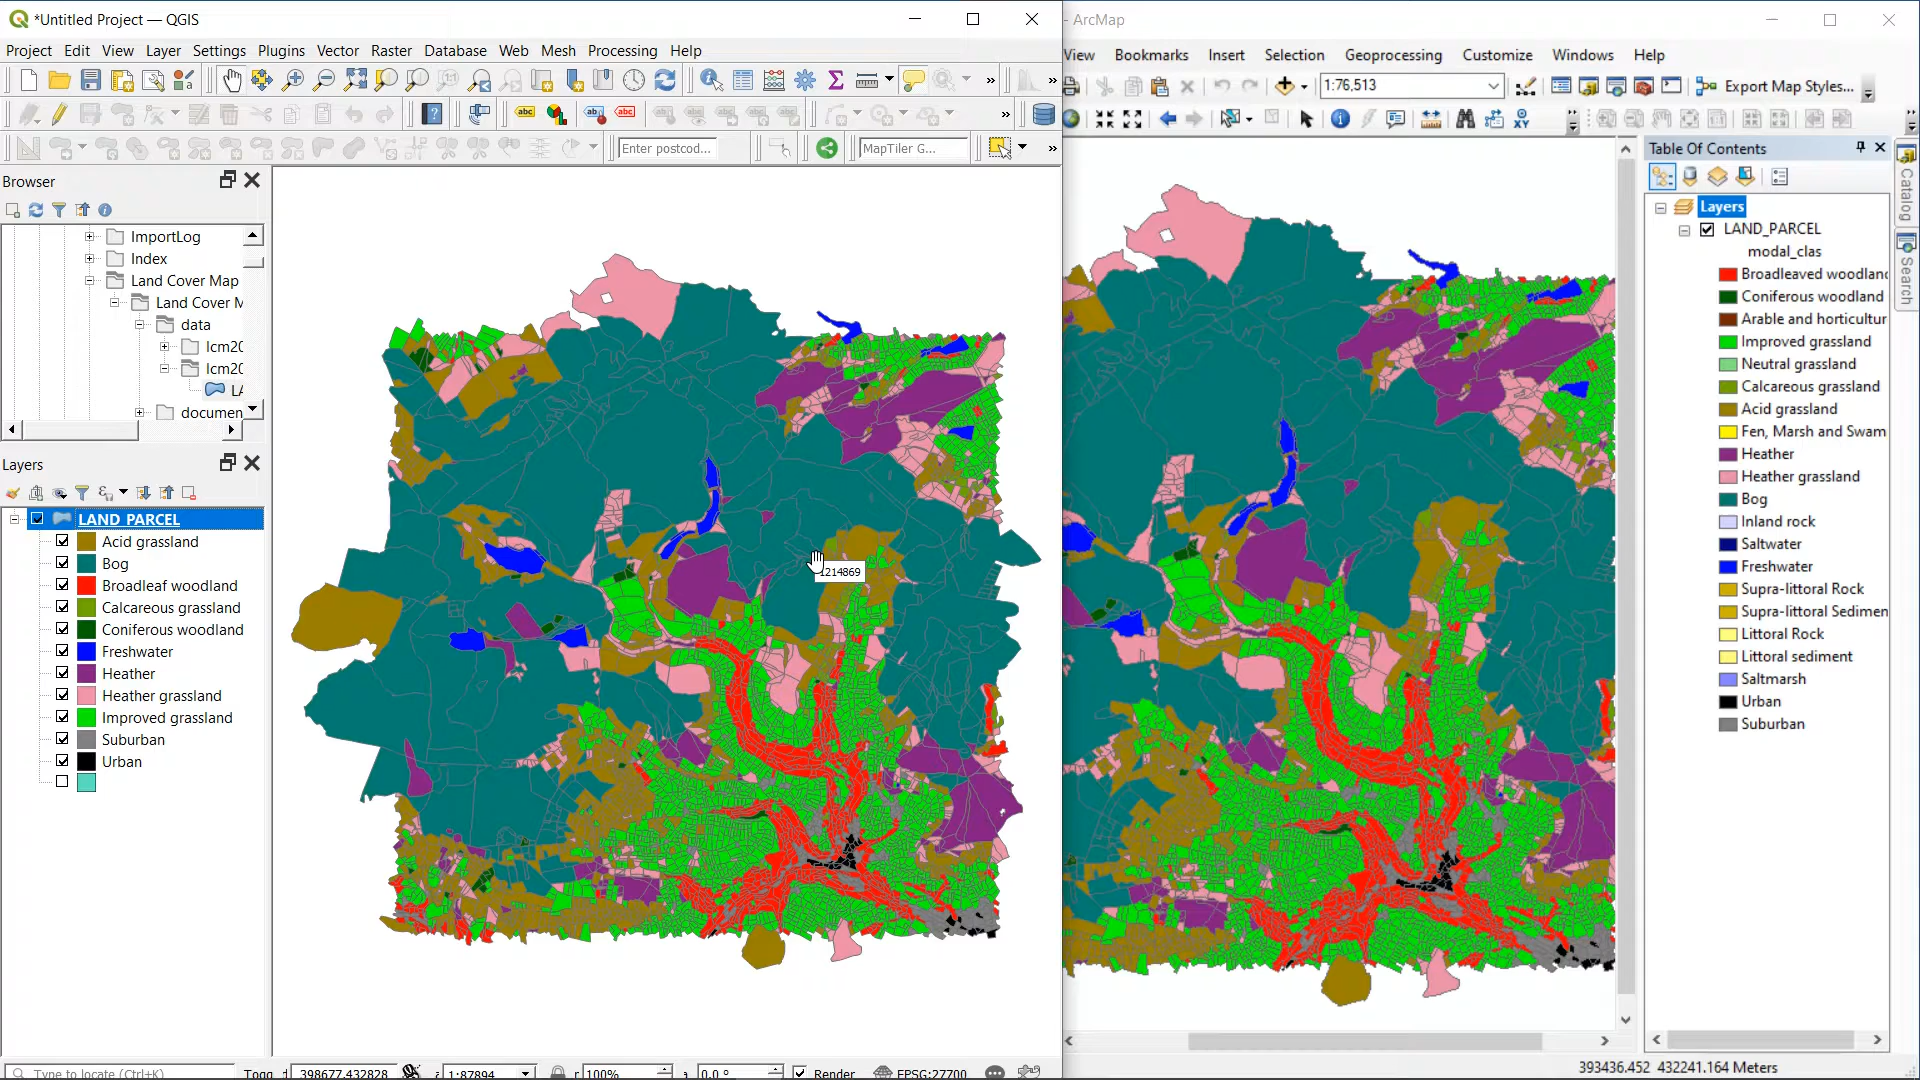 *Untitled Project — QGIS
Project Edit View Layer Settings Plugins Vector Raster Database Web Mesh Processing Help
Enter postcod...
MapTiler G...
Browser
ImportLog
Index
Land Cover Map
Land Cover M
data
lcm20
lcm20
LA
documen
Layers
LAND_PARCEL
Acid grassland
Bog
Broadleaf woodland
Calcareous grassland
Coniferous woodland
Freshwater
Heather
Heather grassland
Improved grassland
Suburban
Urban
1214869
Type to locate (Ctrl+K)
398677.432828
1:87894
100%
0.0 °
Render
EPSG:27700
- ArcMap
View Bookmarks Insert Selection Geoprocessing Customize Windows Help
1:76,513
Export Map Styles...
Table Of Contents
Catalog
Search
Layers
LAND_PARCEL
modal_clas
Broadleaved woodland
Coniferous woodland
Arable and horticultur
Improved grassland
Neutral grassland
Calcareous grassland
Acid grassland
Fen, Marsh and Swam
Heather
Heather grassland
Bog
Inland rock
Saltwater
Freshwater
Supra-littoral Rock
Supra-littoral Sedimen
Littoral Rock
Littoral sediment
Saltmarsh
Urban
Suburban
393436.452 432241.164 Meters